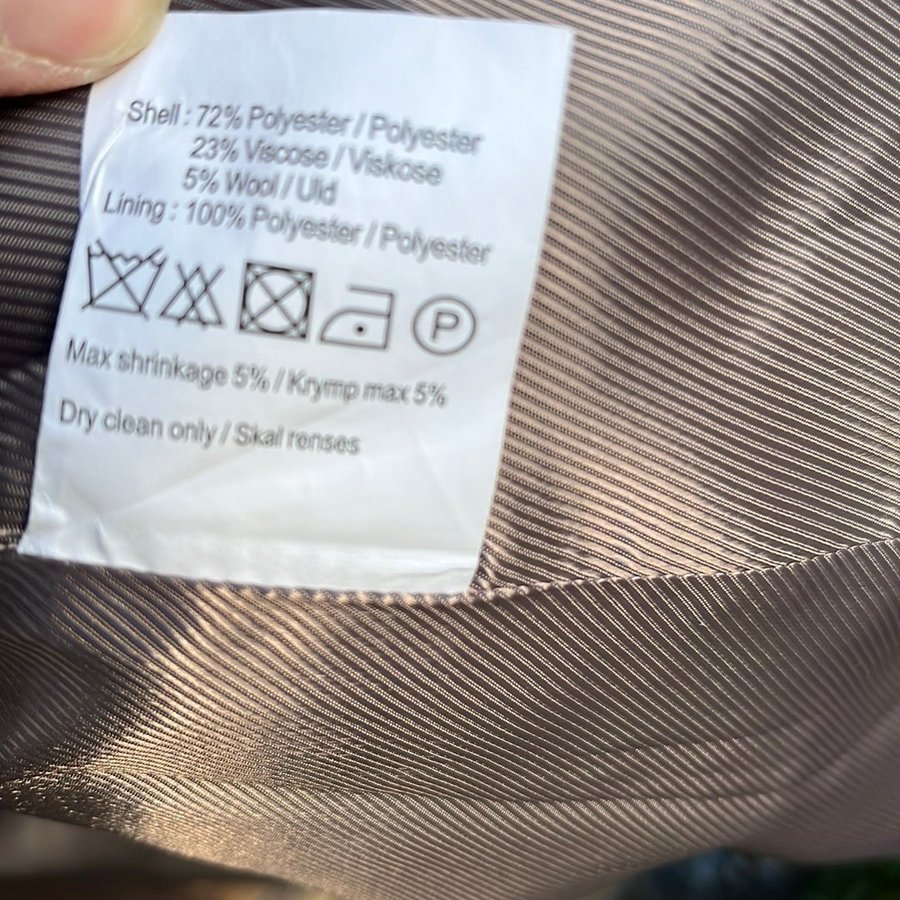 Shell : 72% Polyester / Polyester
23% Viscose / Viskose
5% Wool / Uld
Lining : 100% Polyester / Polyester
P
Max shrinkage 5% / Krymp max 5%
Dry clean only / Skal renses